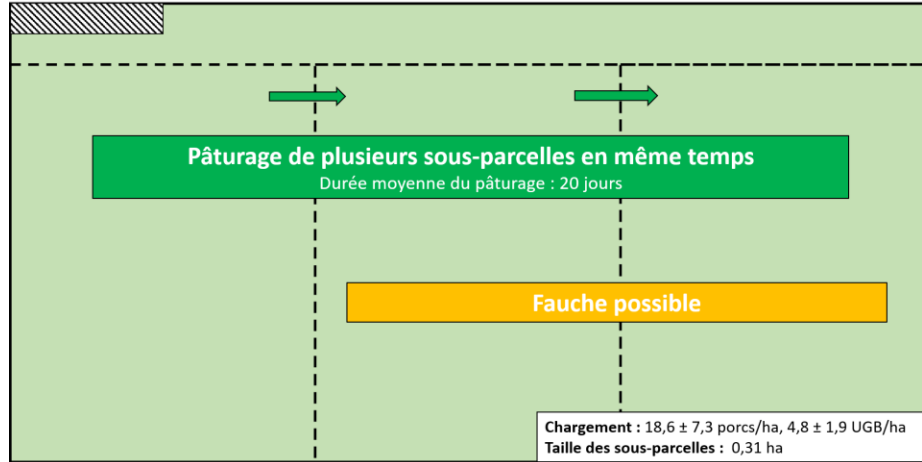 Pâturage de plusieurs sous-parcelles en même temps
Durée moyenne du pâturage : 20 jours
Fauche possible
Chargement : 18,6 ± 7,3 porcs/ha, 4,8 ± 1,9 UGB/ha
Taille des sous-parcelles : 0,31 ha